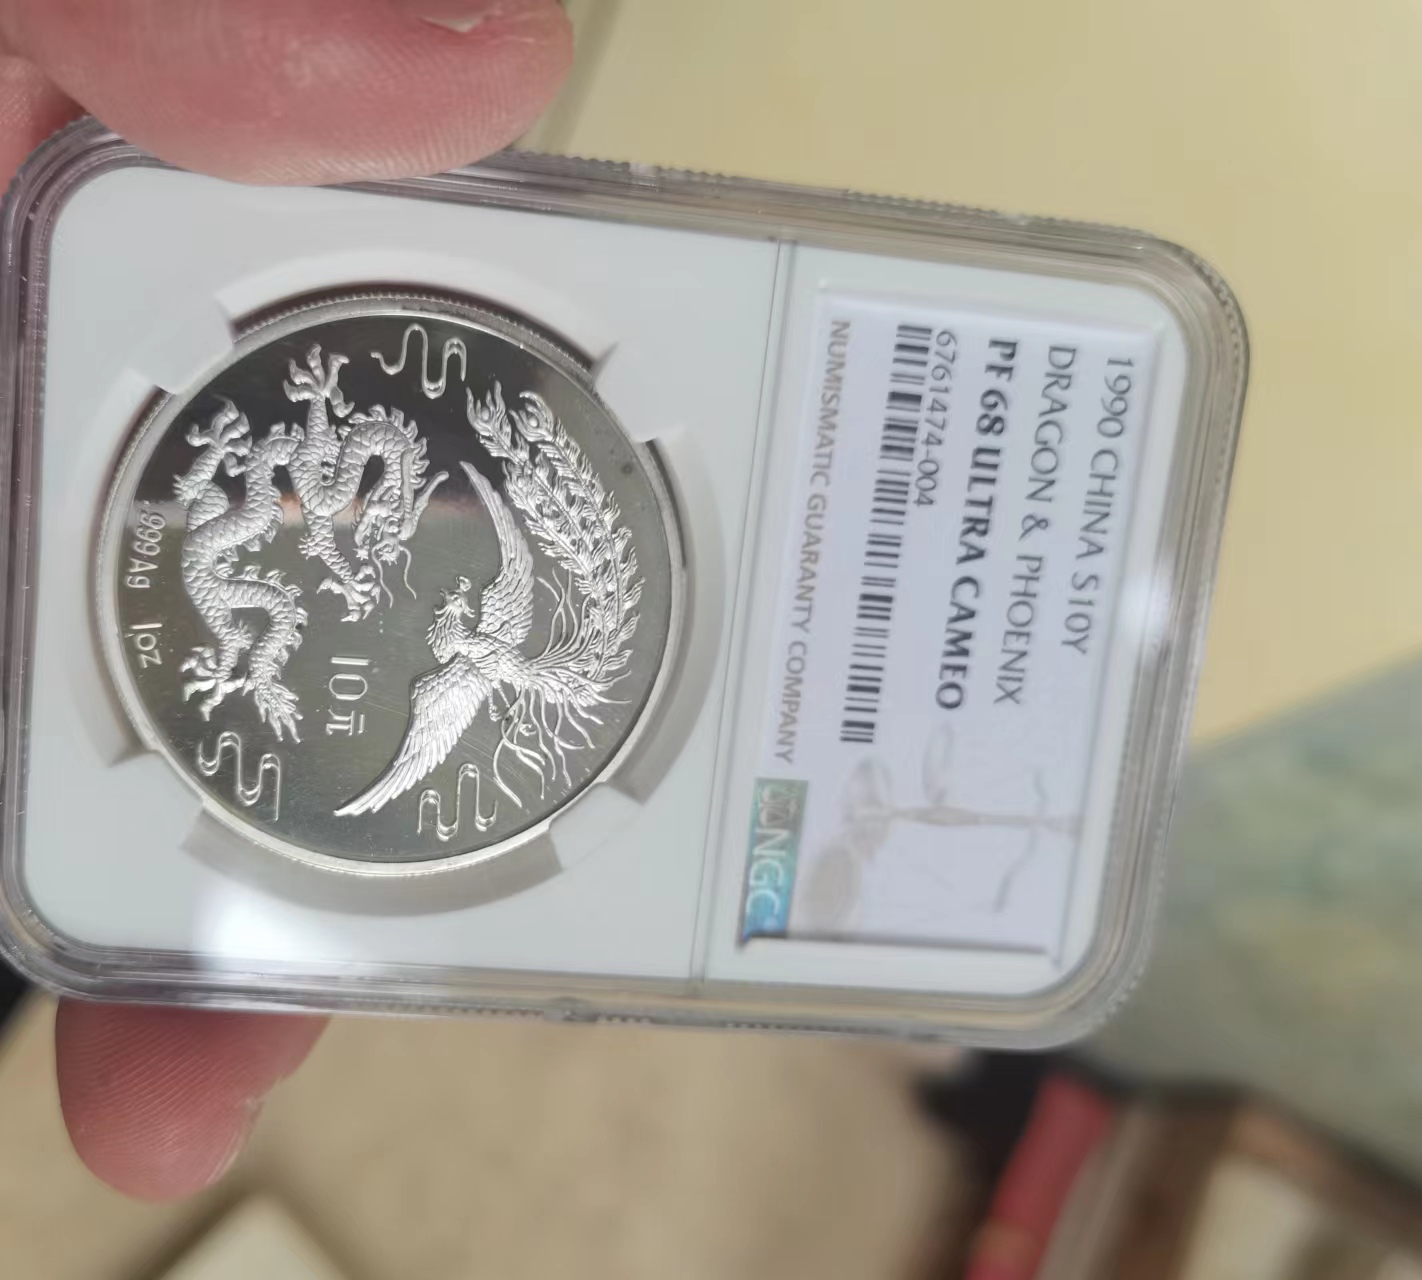 1990 CHINA S10Y
DRAGON & PHOENIX
PF 68 ULTRA CAMEO
6761474-004
NUMISMATIC GUARANTY COMPANY
NGC
10元
.999Ag 1oz